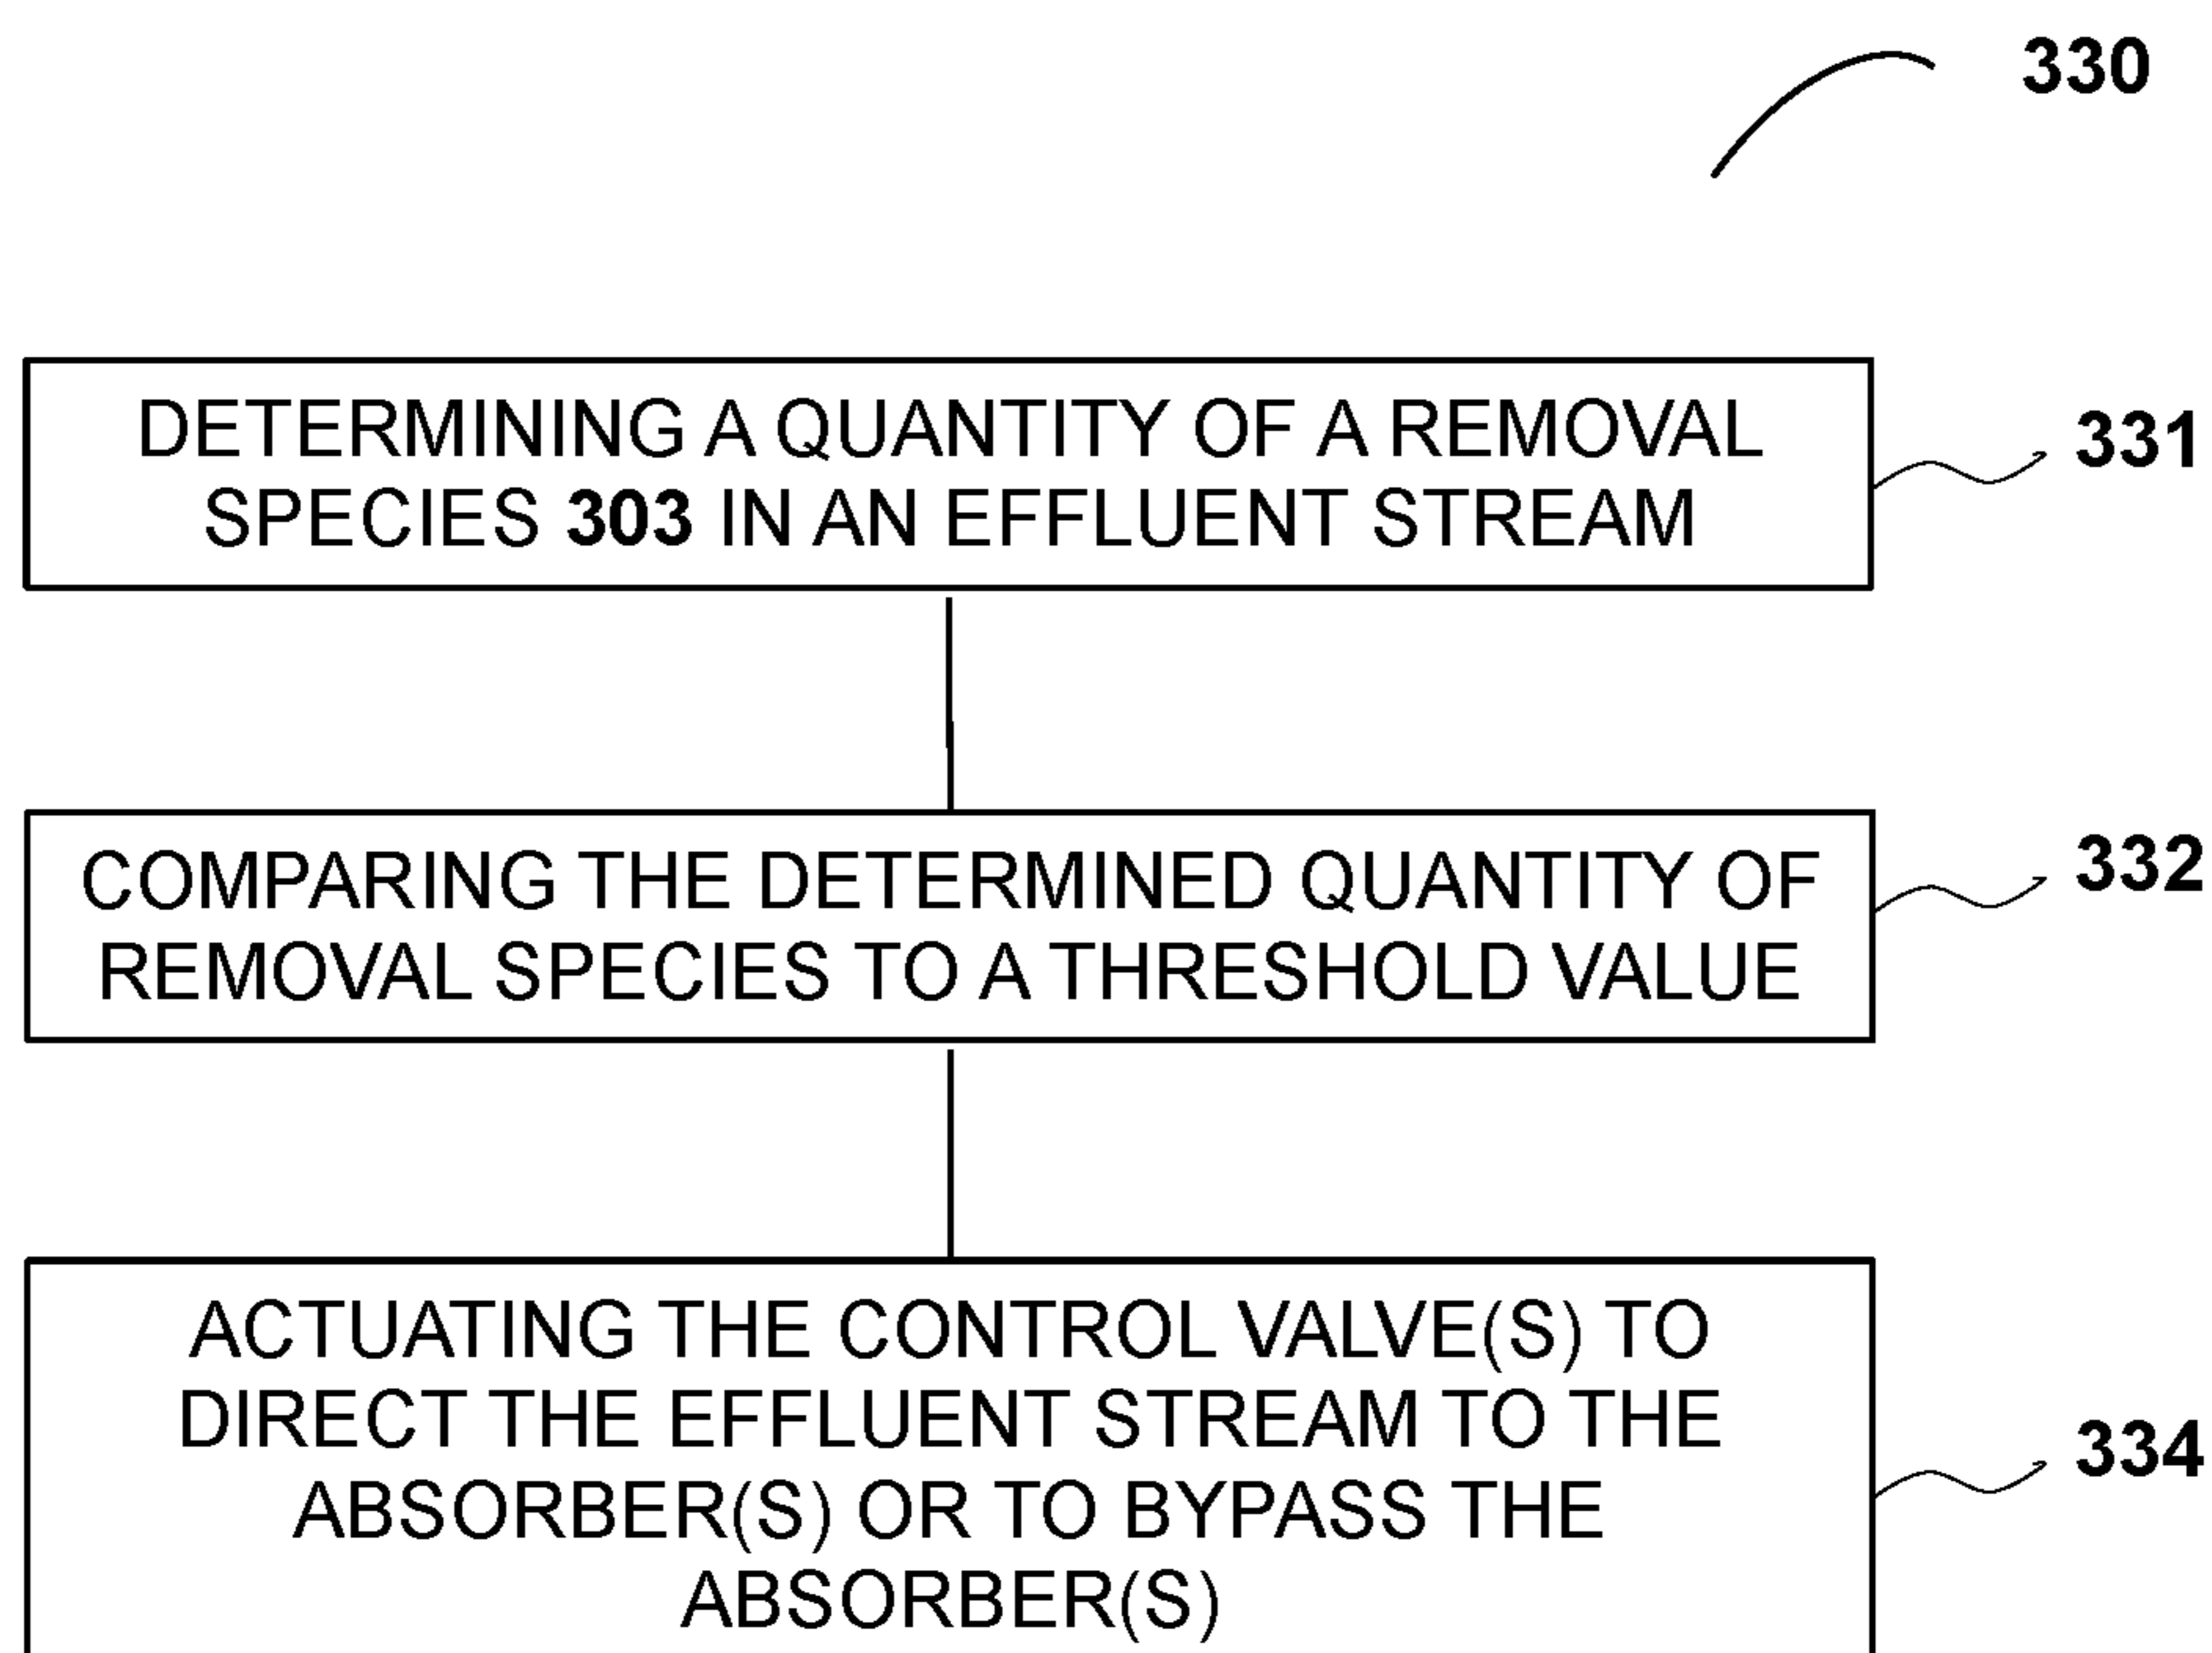 330
DETERMINING A QUANTITY OF A REMOVAL
SPECIES 303 IN AN EFFLUENT STREAM
331
COMPARING THE DETERMINED QUANTITY OF
REMOVAL SPECIES TO A THRESHOLD VALUE
332
ACTUATING THE CONTROL VALVE(S) TO
DIRECT THE EFFLUENT STREAM TO THE
ABSORBER(S) OR TO BYPASS THE
ABSORBER(S)
334